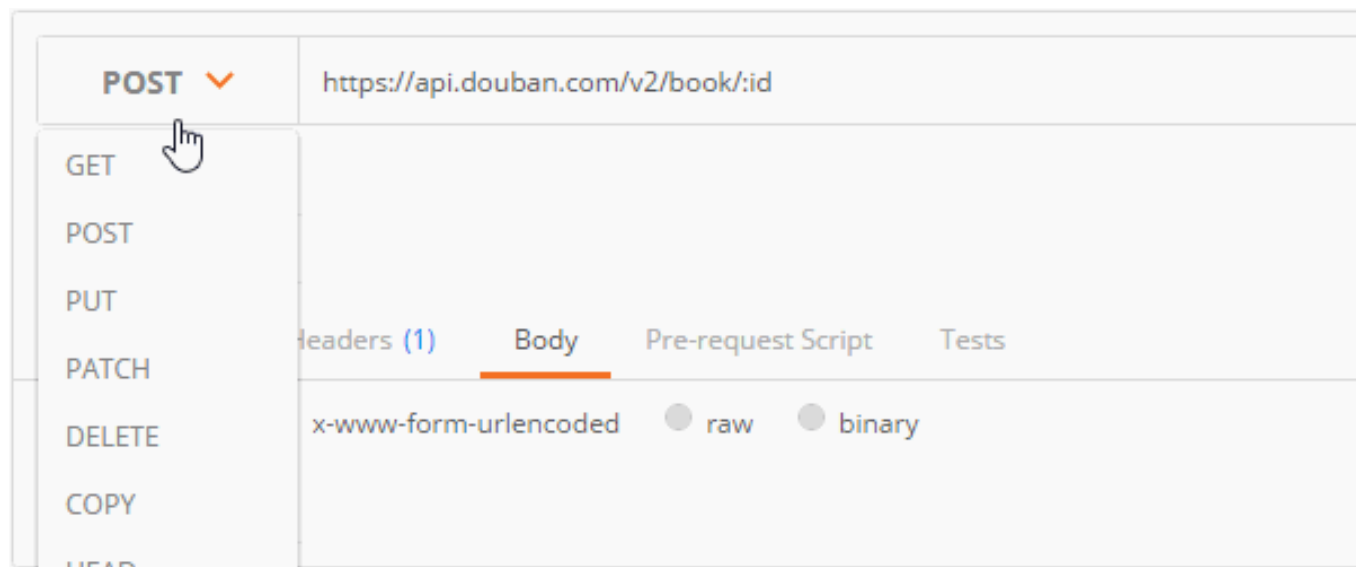 POST https://api.douban.com/v2/book/:id
GET
POST
PUT
Headers (1) Body Pre-request Script Tests
PATCH
x-www-form-urlencoded raw binary
DELETE
COPY
HEAD